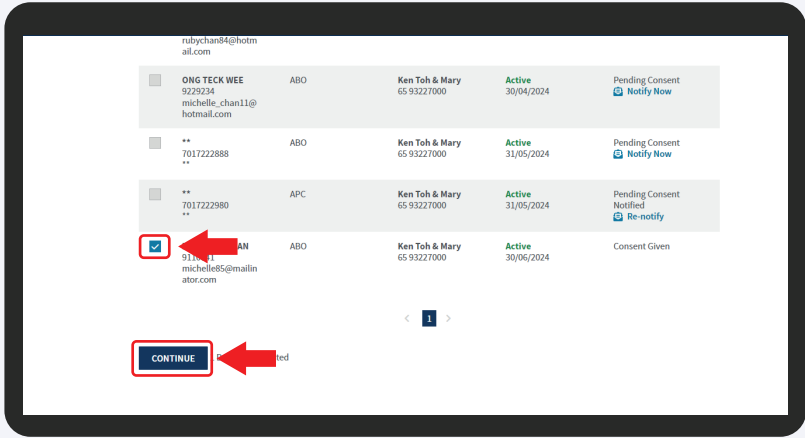 rubychan84@hotm
ail.com
ONG TECK WEE ABO Ken Toh & Mary Active Pending Consent
9229234 65 93227000 30/04/2024 Notify Now
michelle_chan11@
hotmail.com
** ABO Ken Toh & Mary Active Pending Consent
7017222888 65 93227000 31/05/2024 Notify Now
**
** APC Ken Toh & Mary Active Pending Consent
7017222980 65 93227000 31/05/2024 Notified
** Re-notify
AN ABO Ken Toh & Mary Active Consent Given
65 93227000 30/06/2024
michelle85@mailin
ator.com
< 1 >
CONTINUE ted